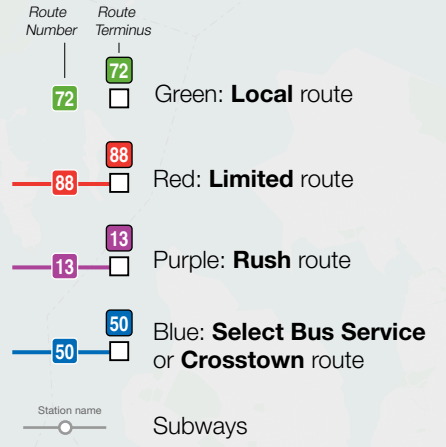 Route Number
Route Terminus
72
72
Green: Local route
88
88
Red: Limited route
13
13
Purple: Rush route
50
50
Blue: Select Bus Service
or Crosstown route
Station name
Subways